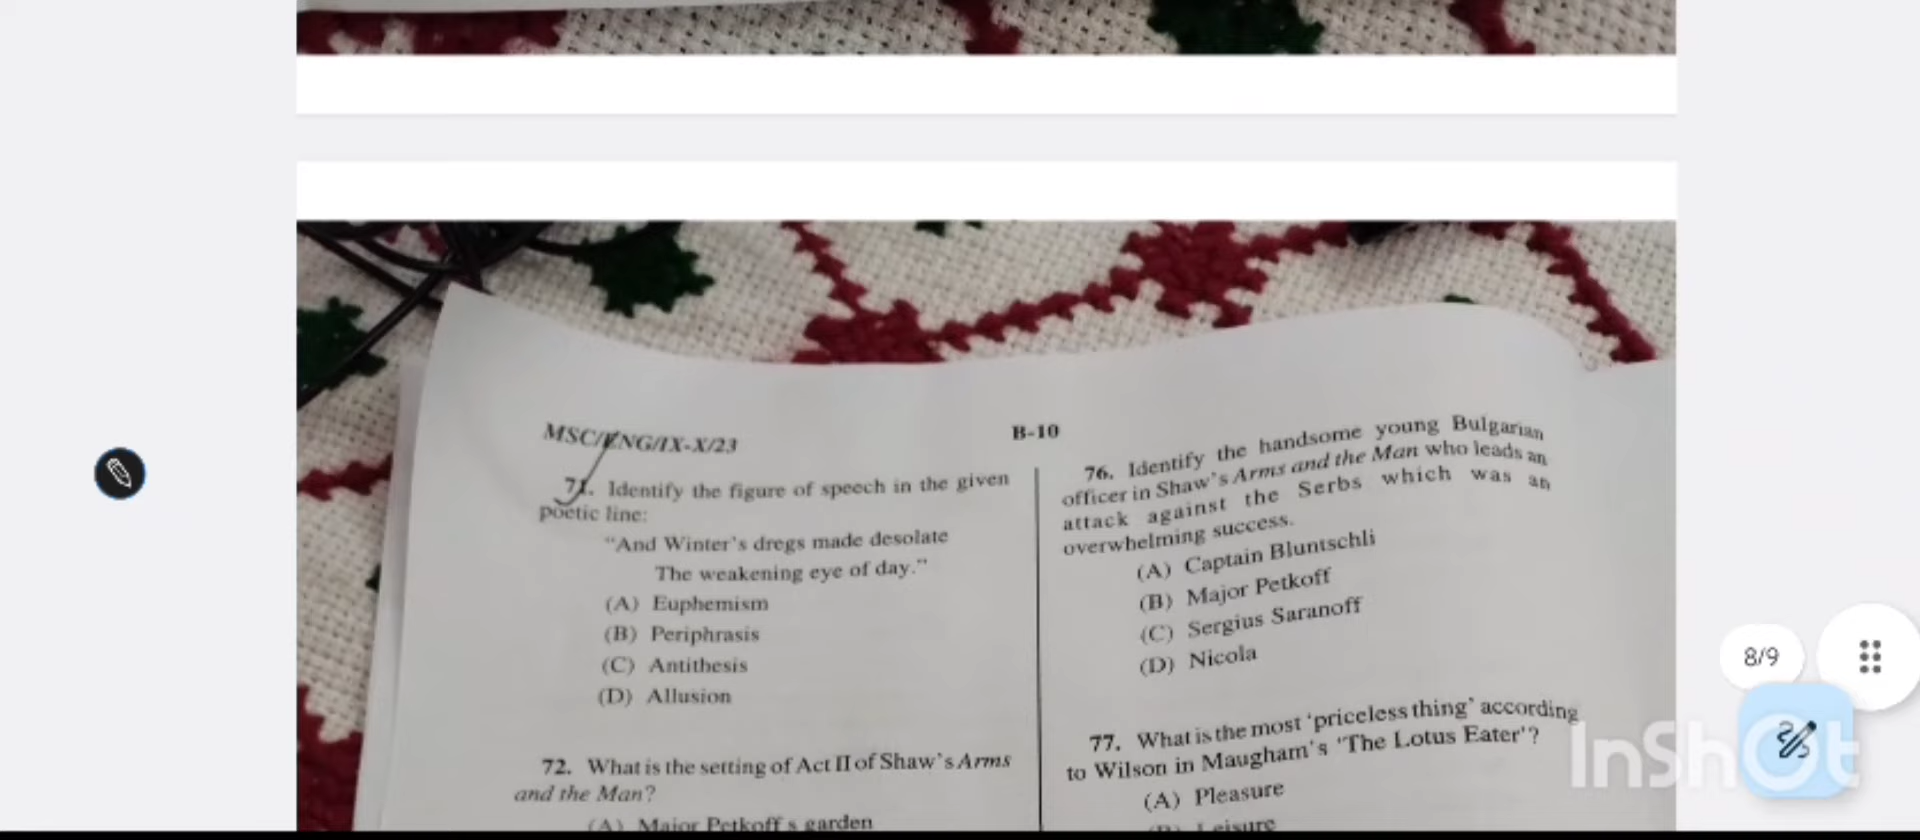 MSC/ENG/IX-X/23
B-10
71. Identify the figure of speech in the given
poetic line:
"And Winter's dregs made desolate
The weakening eye of day."
(A) Euphemism
(B) Periphrasis
(C) Antithesis
(D) Allusion
72. What is the setting of Act II of Shaw's Arms
and the Man?
(A) Major Petkoff s garden
76. Identify the handsome young Bulgarian
officer in Shaw's Arms and the Man who leads an
attack against the Serbs which was an
overwhelming success.
(A) Captain Bluntschli
(B) Major Petkoff
(C) Sergius Saranoff
(D) Nicola
77. What is the most 'priceless thing' according
to Wilson in Maugham's 'The Lotus Eater'?
(A) Pleasure
(B) Leisure
8/9
InShOt